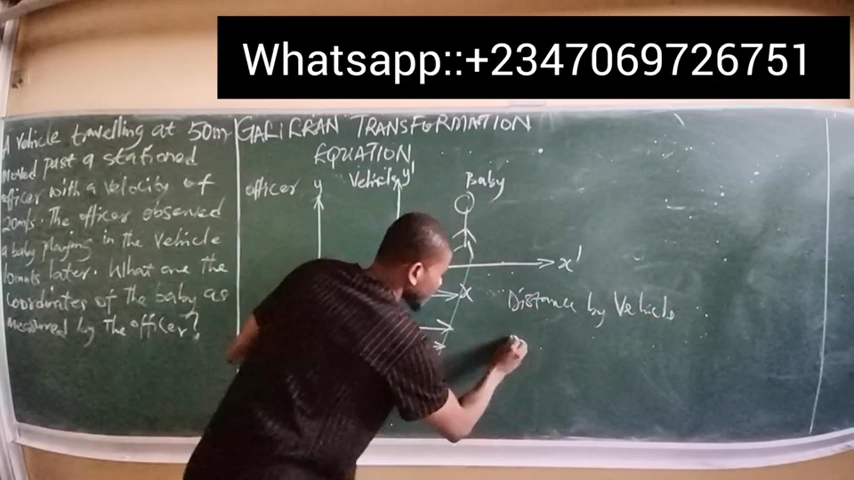 Whatsapp::+2347069726751
A vehicle travelling at 50m
moved past a stationed
officer with a velocity of
20m/s. The officer observed
a baby playing in the vehicle
10mnts later. What are the
coordinates of the baby as
measured by the officer?
GALILEAN TRANSFORMATION
EQUATION
officer y
Vehicle y'
Baby
x'
x
Distance by Vehicle